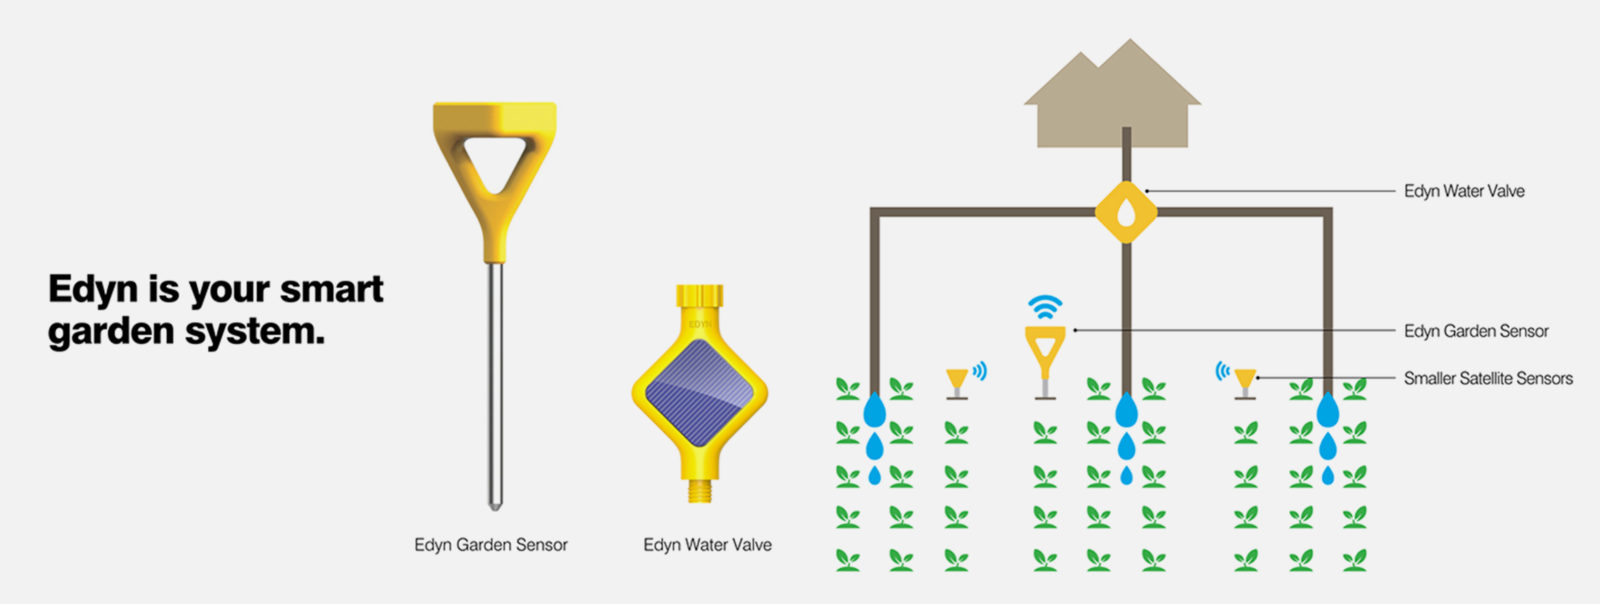 Edyn is your smart
garden system.
EDYN
Edyn Garden Sensor
Edyn Water Valve
Edyn Water Valve
Edyn Garden Sensor
Smaller Satellite Sensors